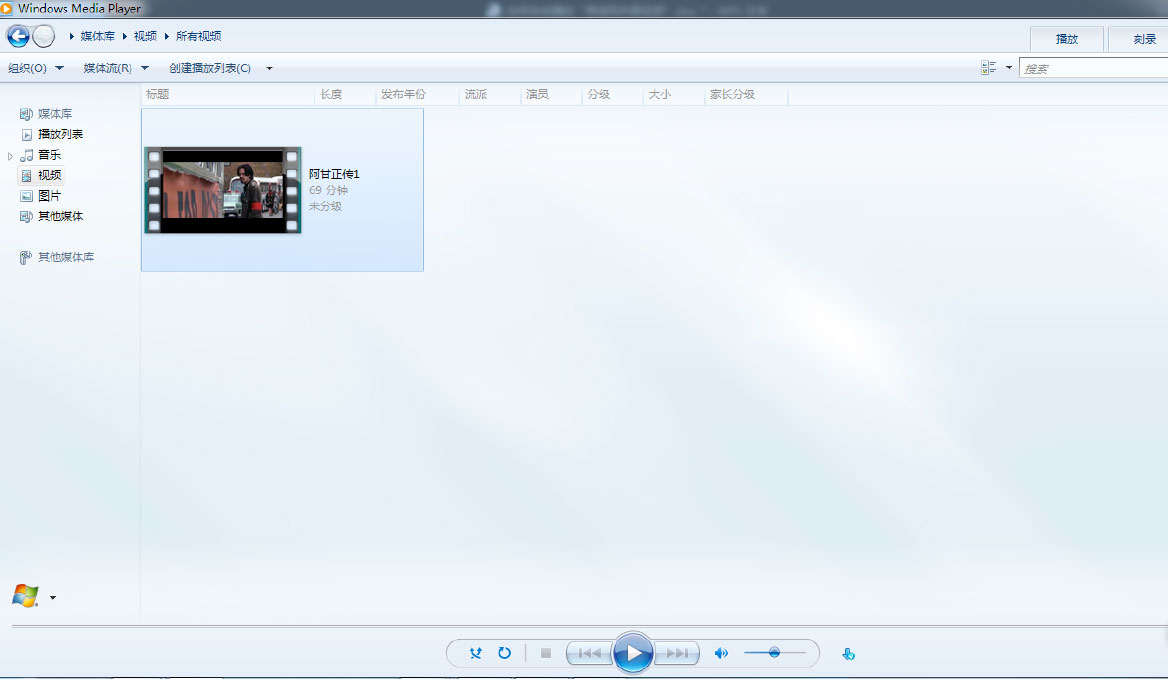 Windows Media Player
媒体库 视频 所有视频
播放 刻录
组织(O) 媒体流(R) 创建播放列表(C)
搜索
标题 长度 发布年份 流派 演员 分级 大小 家长分级
媒体库
播放列表
音乐
视频
图片
其他媒体
其他媒体库
阿甘正传1
69 分钟
未分级